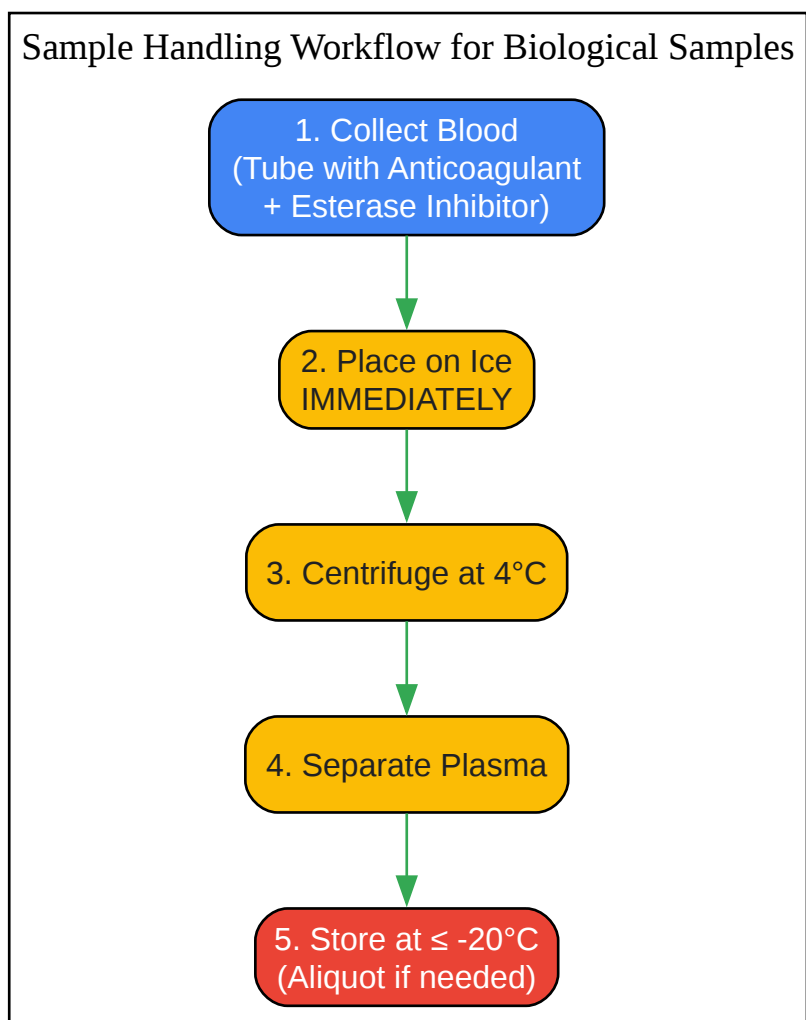 Sample Handling Workflow for Biological Samples
1. Collect Blood
(Tube with Anticoagulant
+ Esterase Inhibitor)
2. Place on Ice
IMMEDIATELY
3. Centrifuge at 4°C
4. Separate Plasma
5. Store at ≤ -20°C
(Aliquot if needed)